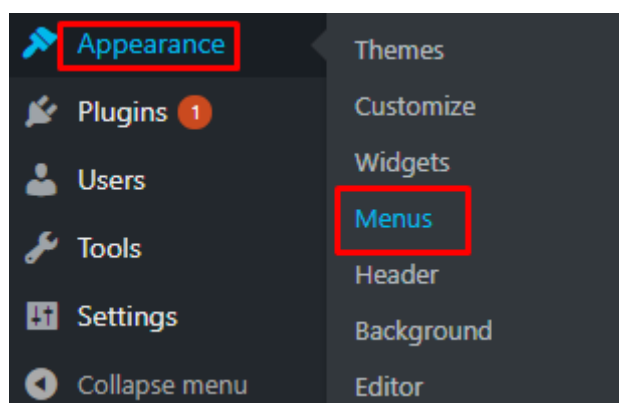 Appearance
Plugins 1
Users
Tools
Settings
Collapse menu
Themes
Customize
Widgets
Menus
Header
Background
Editor